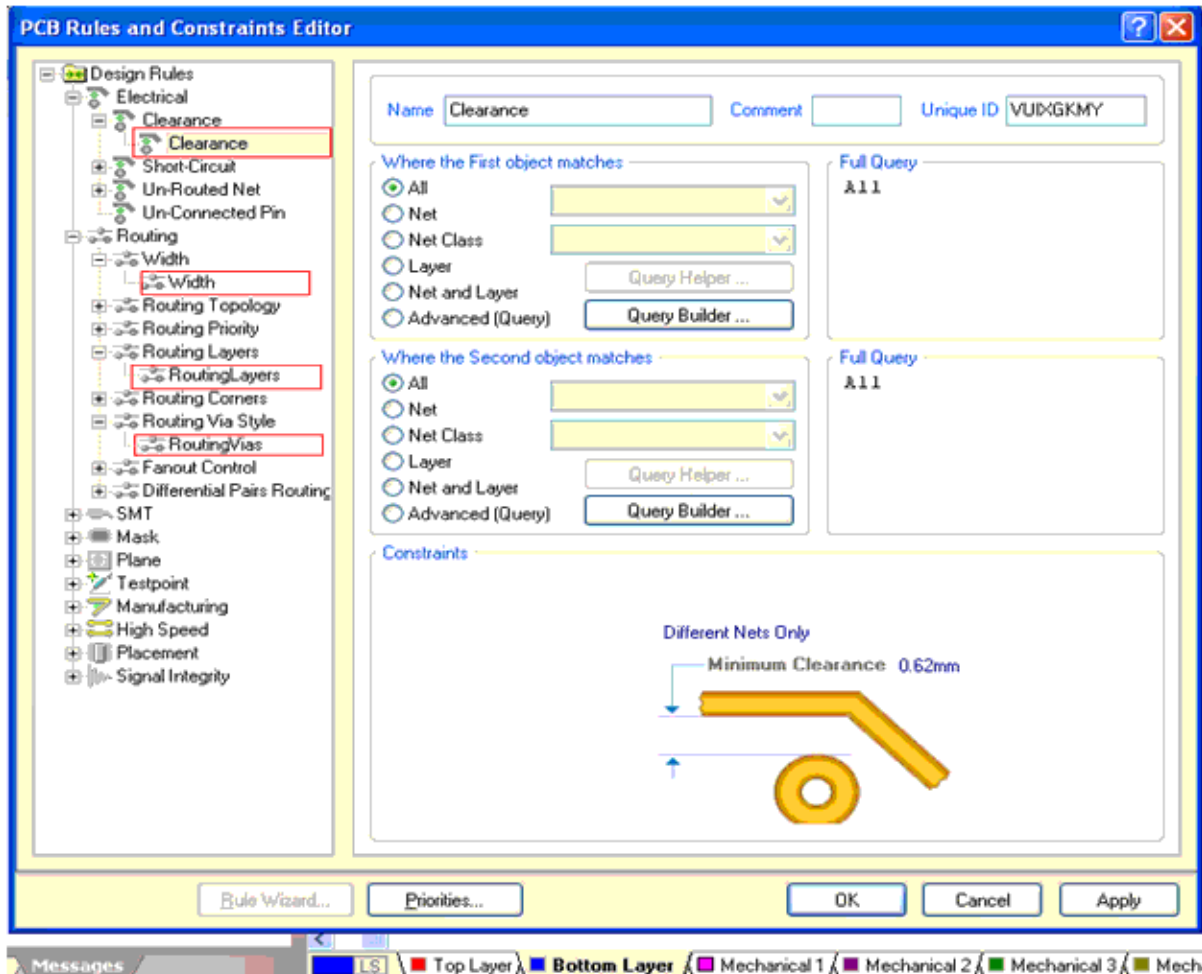 PCB Rules and Constraints Editor
Design Rules
Electrical
Clearance
Clearance
Short-Circuit
Un-Routed Net
Un-Connected Pin
Routing
Width
Width
Routing Topology
Routing Priority
Routing Layers
RoutingLayers
Routing Corners
Routing Via Style
RoutingVias
Fanout Control
Differential Pairs Routing
SMT
Mask
Plane
Testpoint
Manufacturing
High Speed
Placement
Signal Integrity
Name Clearance Comment Unique ID VUIXGKMY
Where the First object matches
All
Net
Net Class
Layer
Net and Layer
Advanced (Query)
Query Helper ...
Query Builder ...
Full Query
All
Where the Second object matches
All
Net
Net Class
Layer
Net and Layer
Advanced (Query)
Query Helper ...
Query Builder ...
Full Query
All
Constraints
Different Nets Only
Minimum Clearance 0.62mm
Rule Wizard... Priorities... OK Cancel Apply
Messages LS Top Layer Bottom Layer Mechanical 1 Mechanical 2 Mechanical 3 Mech